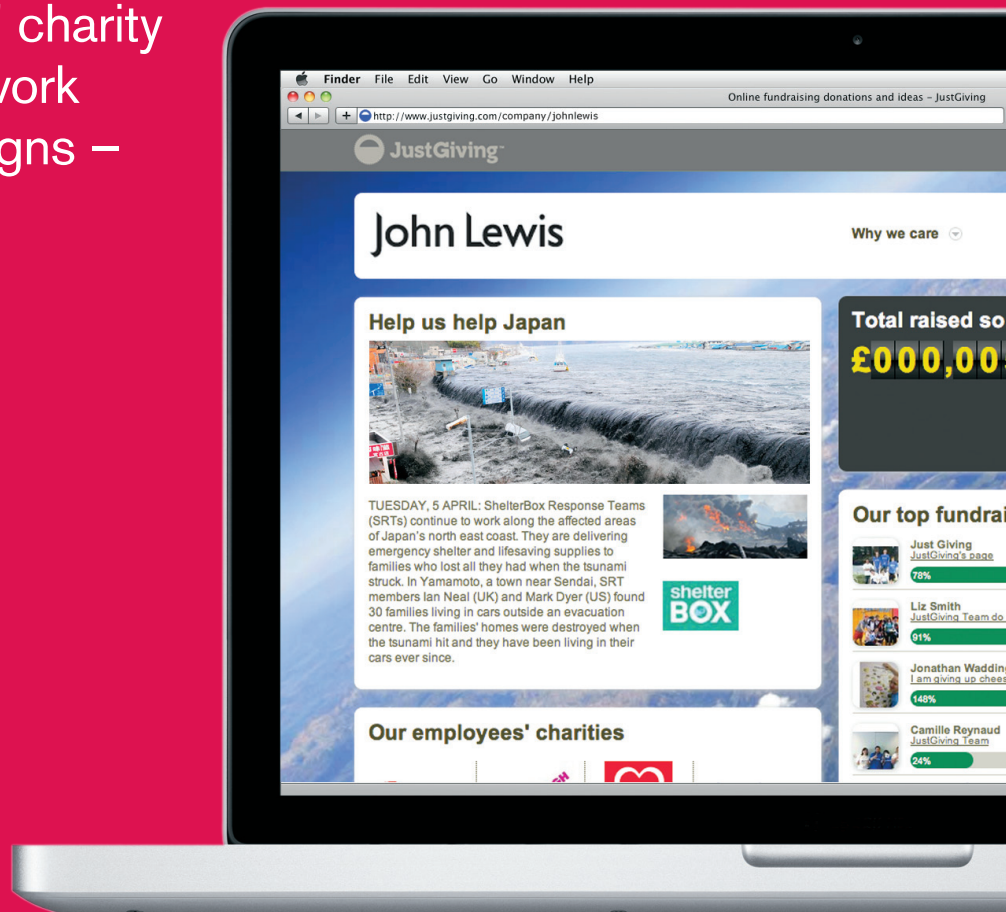 charity
work
gns –
Finder File Edit View Go Window Help
Online fundraising donations and ideas – JustGiving
http://www.justgiving.com/company/johnlewis
JustGiving™
John Lewis
Why we care
Help us help Japan
TUESDAY, 5 APRIL: ShelterBox Response Teams
(SRTs) continue to work along the affected areas
of Japan's north east coast. They are delivering
emergency shelter and lifesaving supplies to
families who lost all they had when the tsunami
struck. In Yamamoto, a town near Sendai, SRT
members Ian Neal (UK) and Mark Dyer (US) found
30 families living in cars outside an evacuation
centre. The families' homes were destroyed when
the tsunami hit and they have been living in their
cars ever since.
shelter
BOX
Our employees' charities
Total raised so
£000,00
Our top fundrai
Just Giving
JustGiving's page
78%
Liz Smith
JustGiving Team do
91%
Jonathan Wadding
I am giving up chees
148%
Camille Reynaud
JustGiving Team
24%